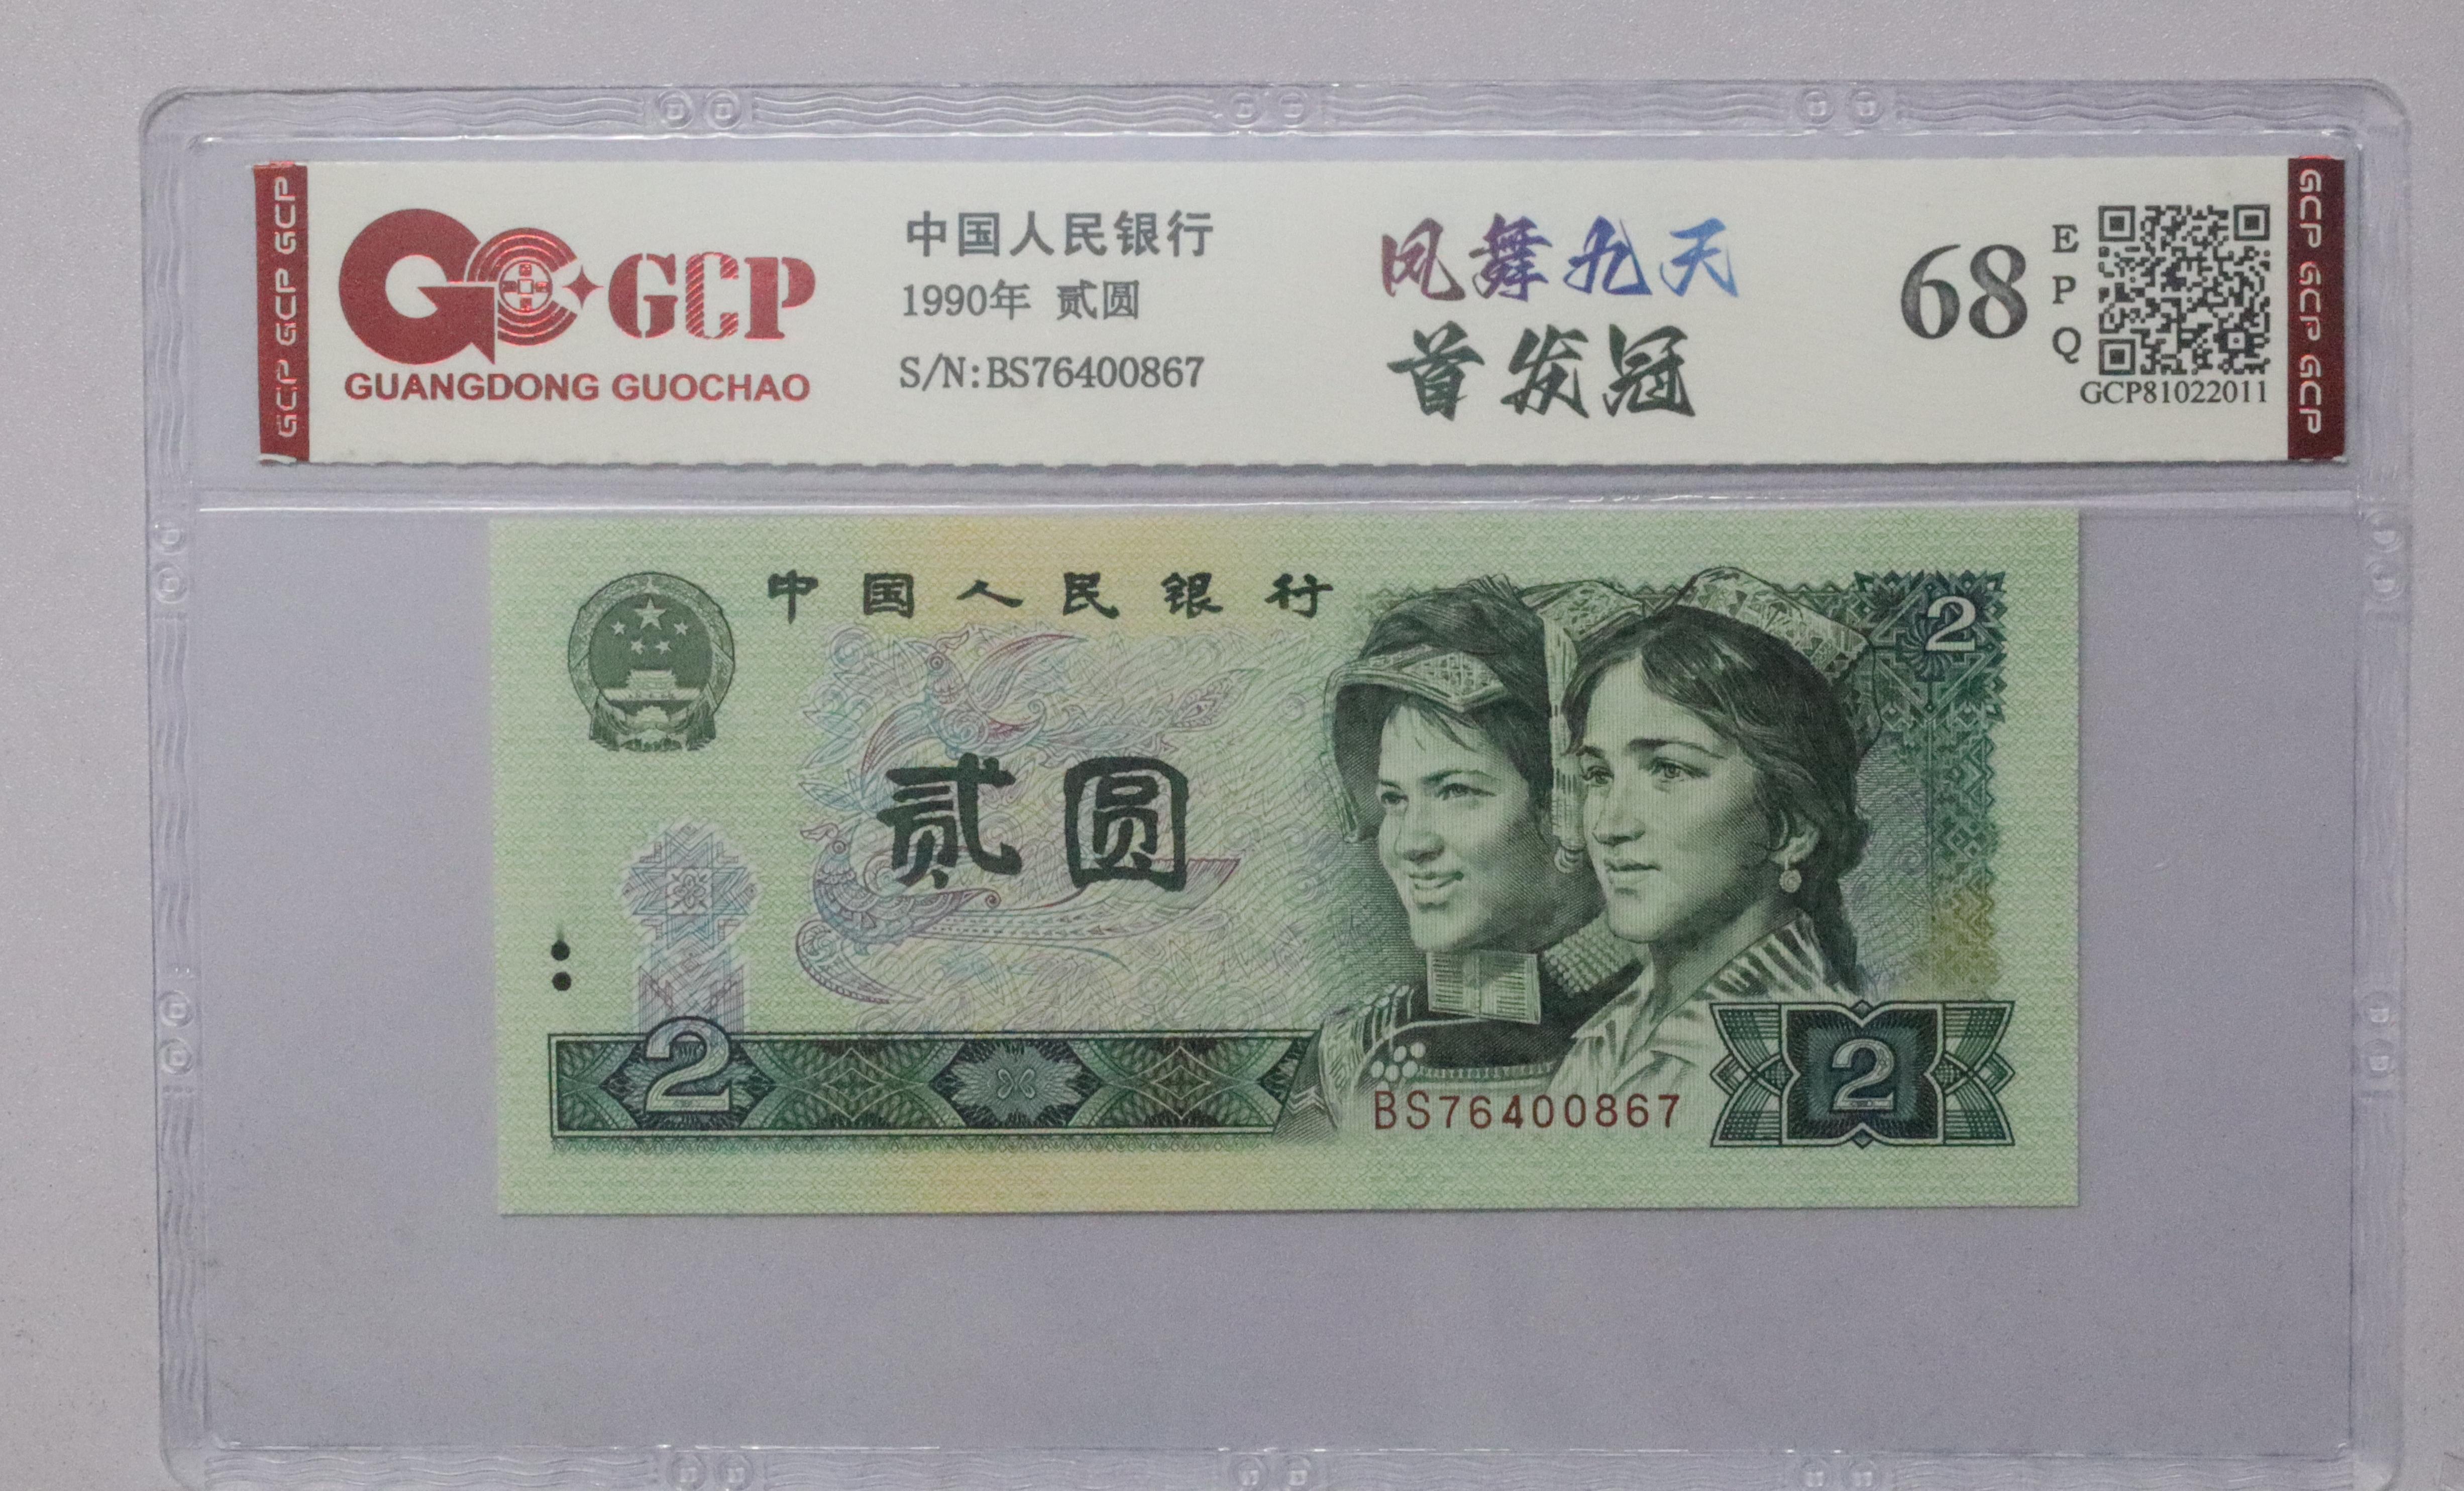 GCP GCP GCP
GCP
GUANGDONG GUOCHAO
中国人民银行
1990年 贰圆
S/N:BS76400867
凤舞九天
首发冠
68
E
P
Q
GCP81022011
GCP GCP GCP
中国人民银行
2
贰圆
2
BS76400867
2